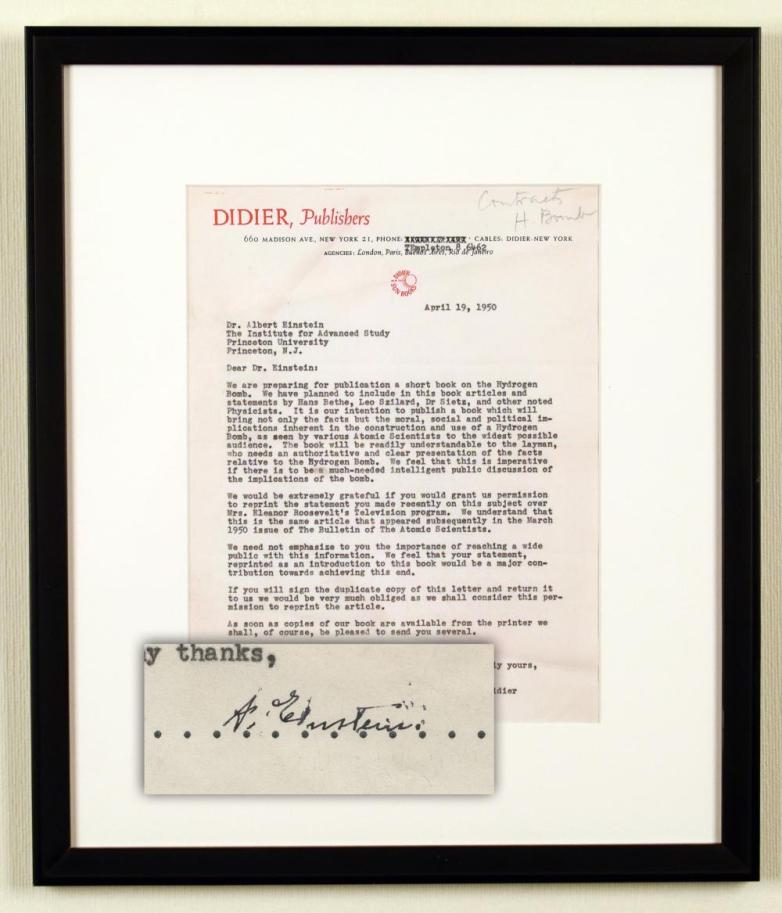 Contracts
H. Bomb
DIDIER, Publishers
660 MADISON AVE., NEW YORK 21, PHONE: · CABLES: DIDIER-NEW YORK
TEmpleton 8 6462
AGENCIES: London, Paris, Buenos Aires, Rio de Janeiro
DIDIER
SUN BOOKS
April 19, 1950
Dr. Albert Einstein
The Institute for Advanced Study
Princeton University
Princeton, N.J.
Dear Dr. Einstein:
We are preparing for publication a short book on the Hydrogen
Bomb. We have planned to include in this book articles and
statements by Hans Bethe, Leo Szilard, Dr Sietz, and other noted
Physicists. It is our intention to publish a book which will
bring not only the facts but the moral, social and political im-
plications inherent in the construction and use of a Hydrogen
Bomb, as seen by various Atomic Scientists to the widest possible
audience. The book will be readily understandable to the layman,
who needs an authoritative and clear presentation of the facts
relative to the Hydrogen Bomb. We feel that this is imperative
if there is to be a much-needed intelligent public discussion of
the implications of the bomb.
We would be extremely grateful if you would grant us permission
to reprint the statement you made recently on this subject over
Mrs. Eleanor Roosevelt's Television program. We understand that
this is the same article that appeared subsequently in the March
1950 issue of The Bulletin of The Atomic Scientists.
We need not emphasize to you the importance of reaching a wide
public with this information. We feel that your statement,
reprinted as an introduction to this book would be a major con-
tribution towards achieving this end.
If you will sign the duplicate copy of this letter and return it
to us we would be very much obliged as we shall consider this per-
mission to reprint the article.
As soon as copies of our book are available from the printer we
shall, of course, be pleased to send you several.
ly yours,
idier
y thanks,
A. Einstein.